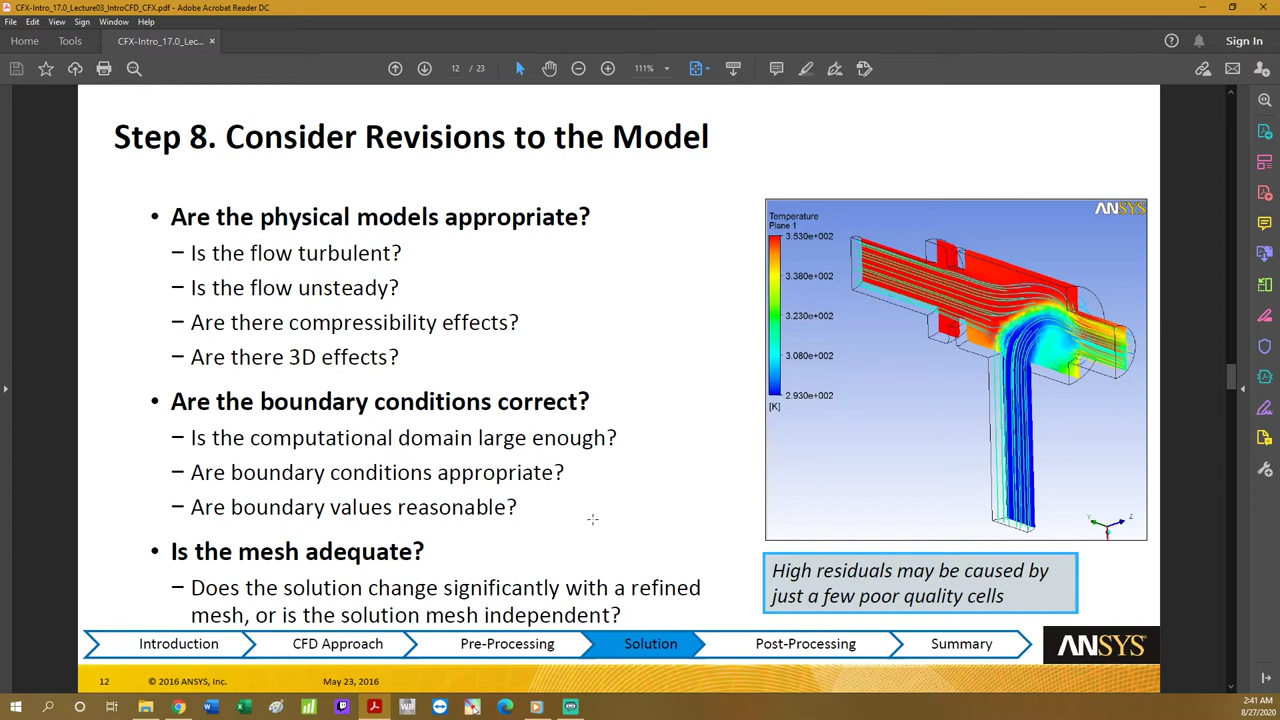 CFX-Intro_17.0_Lecture03_IntroCFD_CFX.pdf - Adobe Acrobat Reader DC
File Edit View Sign Window Help
Home Tools CFX-Intro_17.0_Lec... × Sign In
12 / 23 111%
Step 8. Consider Revisions to the Model
• Are the physical models appropriate?
– Is the flow turbulent?
– Is the flow unsteady?
– Are there compressibility effects?
– Are there 3D effects?
• Are the boundary conditions correct?
– Is the computational domain large enough?
– Are boundary conditions appropriate?
– Are boundary values reasonable?
• Is the mesh adequate?
– Does the solution change significantly with a refined
mesh, or is the solution mesh independent?
ANSYS
Temperature
Plane 1
3.530e+002
3.380e+002
3.230e+002
3.080e+002
2.930e+002
[K]
Y Z
High residuals may be caused by
just a few poor quality cells
Introduction CFD Approach Pre-Processing Solution Post-Processing Summary
ANSYS
12 © 2016 ANSYS, Inc. May 23, 2016
2:41 AM
8/27/2020